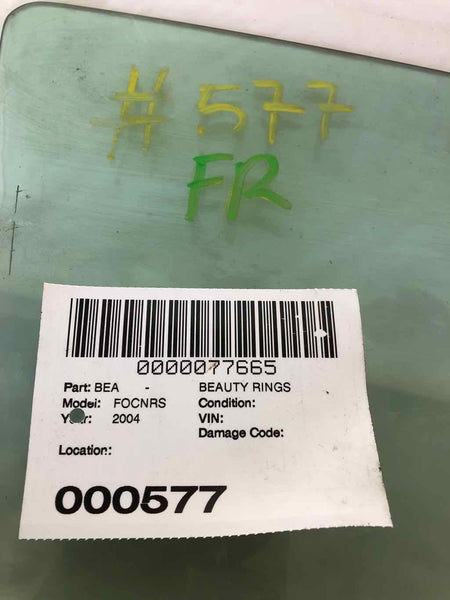 #577
FR
0000077665
Part: BEA - BEAUTY RINGS
Model: FOCNRS Condition:
Year: 2004 VIN:
Damage Code:
Location:
000577